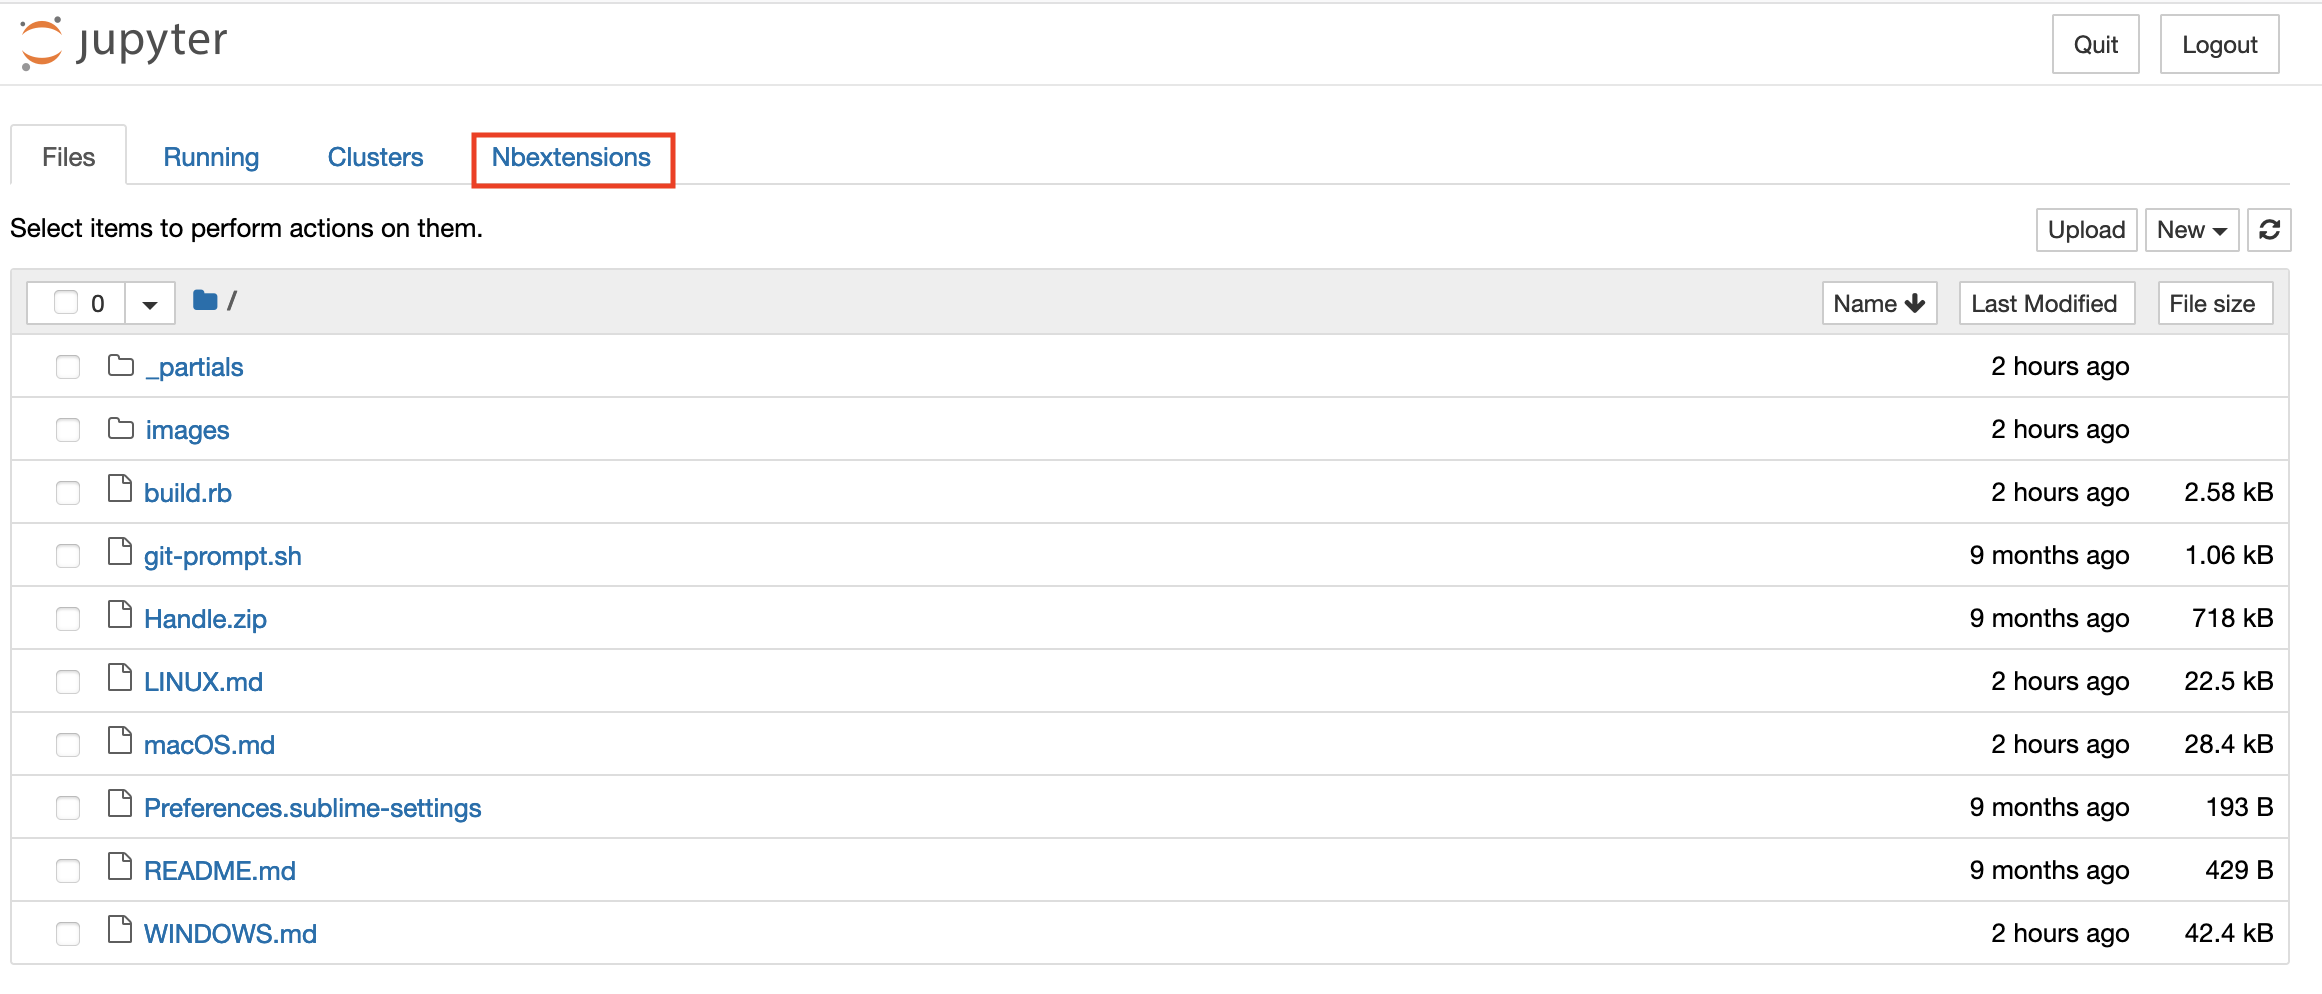 jupyter Quit Logout
Files Running Clusters Nbextensions
Select items to perform actions on them. Upload New
0 / Name Last Modified File size
_partials 2 hours ago
images 2 hours ago
build.rb 2 hours ago 2.58 kB
git-prompt.sh 9 months ago 1.06 kB
Handle.zip 9 months ago 718 kB
LINUX.md 2 hours ago 22.5 kB
macOS.md 2 hours ago 28.4 kB
Preferences.sublime-settings 9 months ago 193 B
README.md 9 months ago 429 B
WINDOWS.md 2 hours ago 42.4 kB